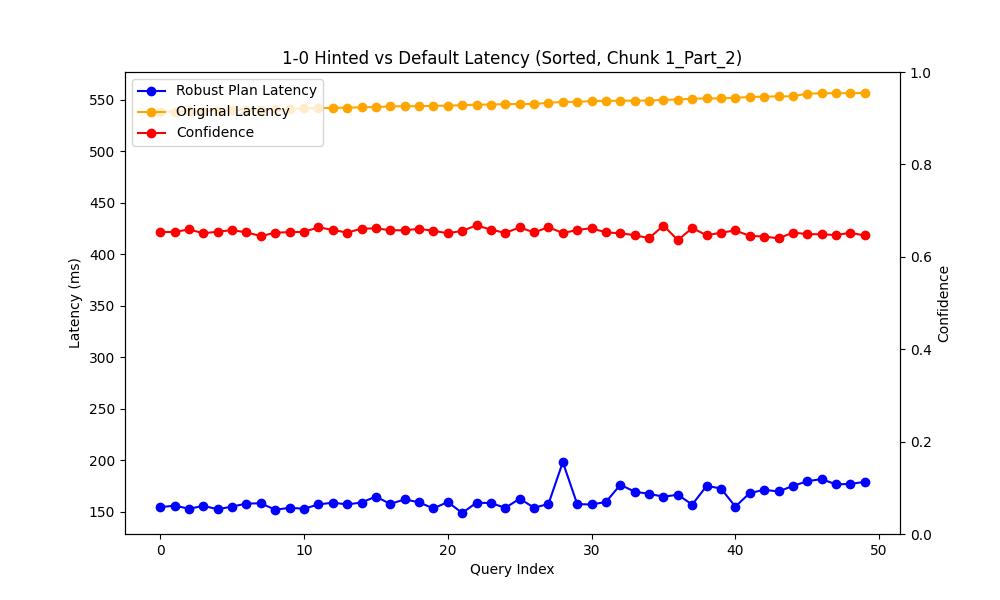 1-0 Hinted vs Default Latency (Sorted, Chunk 1_Part_2)
Robust Plan Latency
Original Latency
Confidence
Latency (ms)
550
500
450
400
350
300
250
200
150
1.0
0.8
0.6
0.4
0.2
0.0
Confidence
0 10 20 30 40 50
Query Index